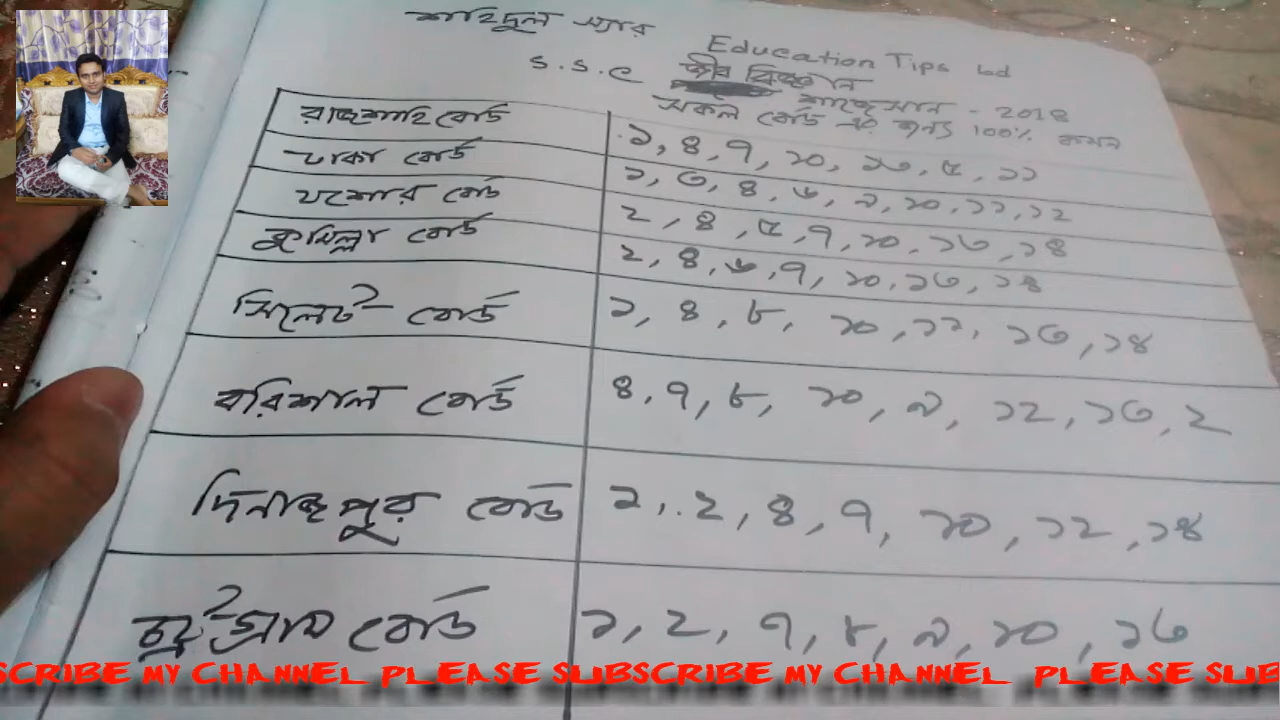 শাহিদুল স্যার
Education Tips bd
S.S.C জীব বিজ্ঞান
সাজেসান - 2018
সকল বোর্ড এর জন্য 100% কমন
রাজশাহি বোর্ড ১, ৪, ৭, ১০, ১৩, ৫, ১১
ঢাকা বোর্ড ১, ৩, ৪, ৬, ৯, ১০, ১১, ১২
যশোর বোর্ড ২, ৪, ৫, ৭, ১০, ১৩, ১৪
কুমিল্লা বোর্ড ২, ৪, ৬, ৭, ১০, ১৩, ১৪
সিলেট বোর্ড ১, ৪, ৮, ১০, ১২, ১৩, ১৪
বরিশাল বোর্ড ৪, ৭, ৮, ১০, ৯, ১২, ১৩, ২
দিনাজপুর বোর্ড ১, ২, ৪, ৭, ১০, ১২, ১৪
চট্টগ্রাম বোর্ড ১, ২, ৭, ৮, ৯, ১০, ১৩
SCRIBE MY CHANNEL PLEASE SUBSCRIBE MY CHANNEL PLEASE SUB